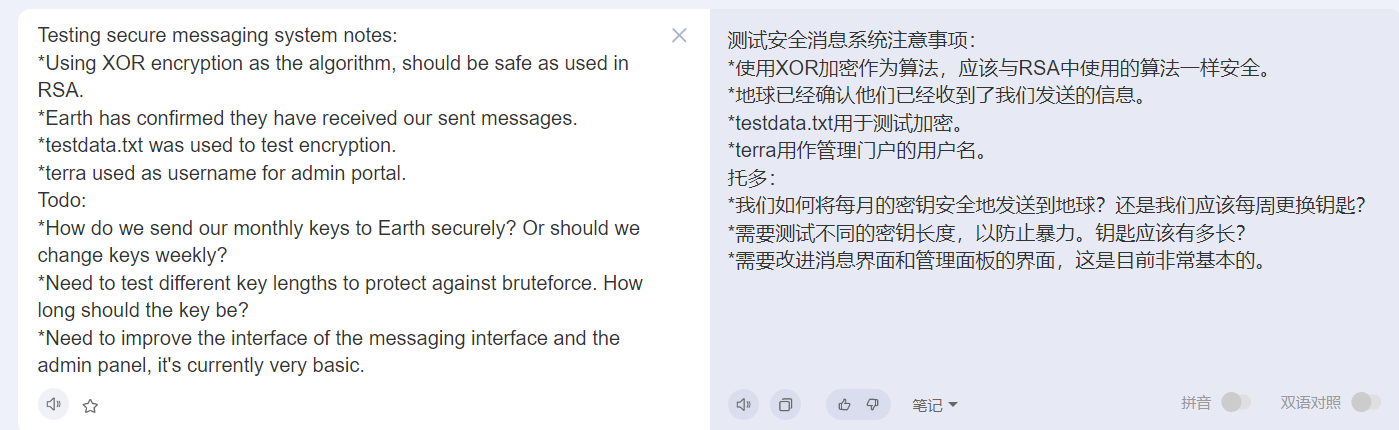 Testing secure messaging system notes:
*Using XOR encryption as the algorithm, should be safe as used in
RSA.
*Earth has confirmed they have received our sent messages.
*testdata.txt was used to test encryption.
*terra used as username for admin portal.
Todo:
*How do we send our monthly keys to Earth securely? Or should we
change keys weekly?
*Need to test different key lengths to protect against bruteforce. How
long should the key be?
*Need to improve the interface of the messaging interface and the
admin panel, it's currently very basic.
测试安全消息系统注意事项：
*使用XOR加密作为算法，应该与RSA中使用的算法一样安全。
*地球已经确认他们已经收到了我们发送的信息。
*testdata.txt用于测试加密。
*terra用作管理门户的用户名。
托多：
*我们如何将每月的密钥安全地发送到地球？还是我们应该每周更换钥匙？
*需要测试不同的密钥长度，以防止暴力。钥匙应该有多长？
*需要改进消息界面和管理面板的界面，这是目前非常基本的。
笔记
拼音
双语对照